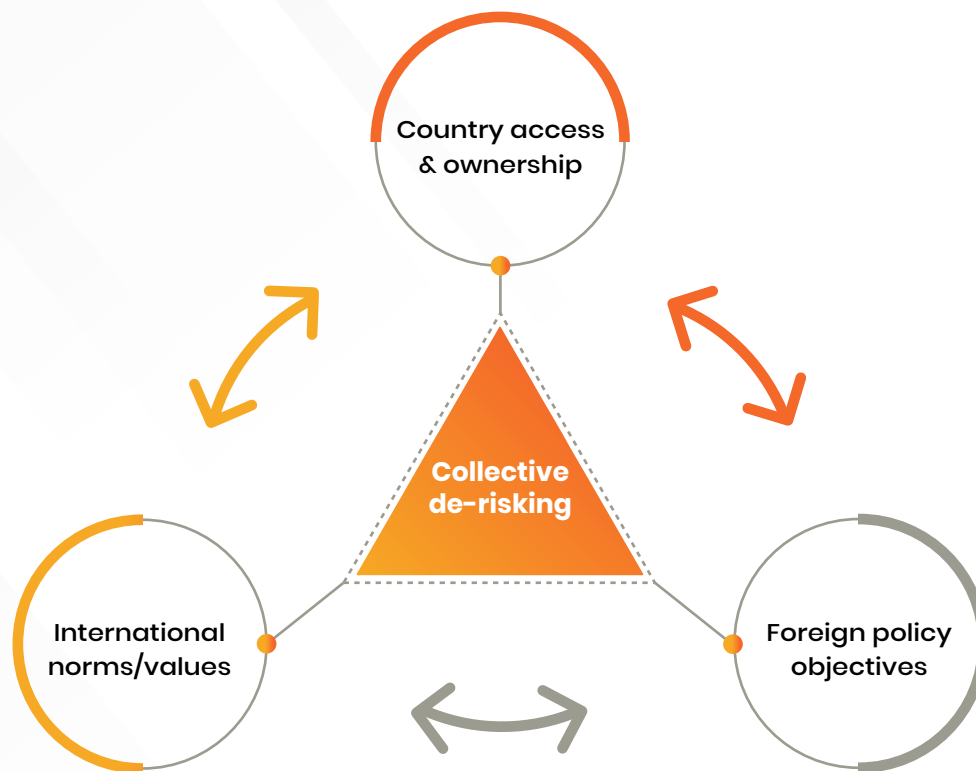 Country access
& ownership
Collective
de-risking
International
norms/values
Foreign policy
objectives